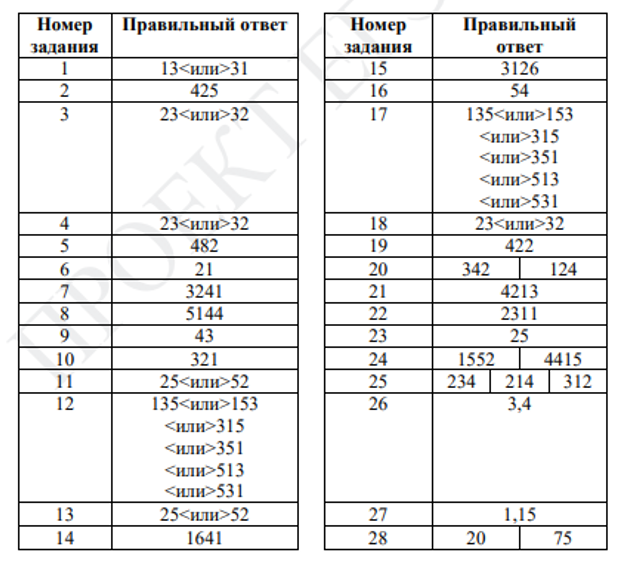 Номер задания Правильный ответ
1 13<или>31
2 425
3 23<или>32
4 23<или>32
5 482
6 21
7 3241
8 5144
9 43
10 321
11 25<или>52
12 135<или>153
<или>315
<или>351
<или>513
<или>531
13 25<или>52
14 1641
Номер задания Правильный ответ
15 3126
16 54
17 135<или>153
<или>315
<или>351
<или>513
<или>531
18 23<или>32
19 422
20 342 124
21 4213
22 2311
23 25
24 1552 4415
25 234 214 312
26 3,4
27 1,15
28 20 75
ПРОЕКТ